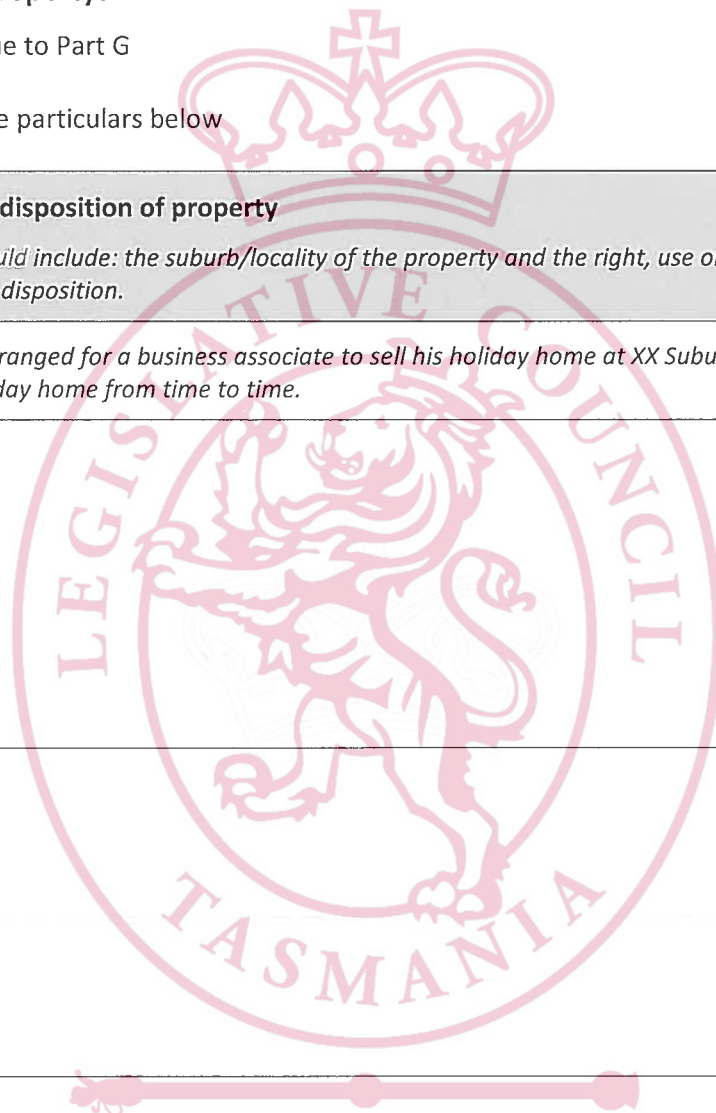 ue to Part G
e particulars below
disposition of property
uld include: the suburb/locality of the property and the right, use o
disposition.
ranged for a business associate to sell his holiday home at XX Subu
day home from time to time.
LEGISLATIVE COUNCIL
TASMANIA